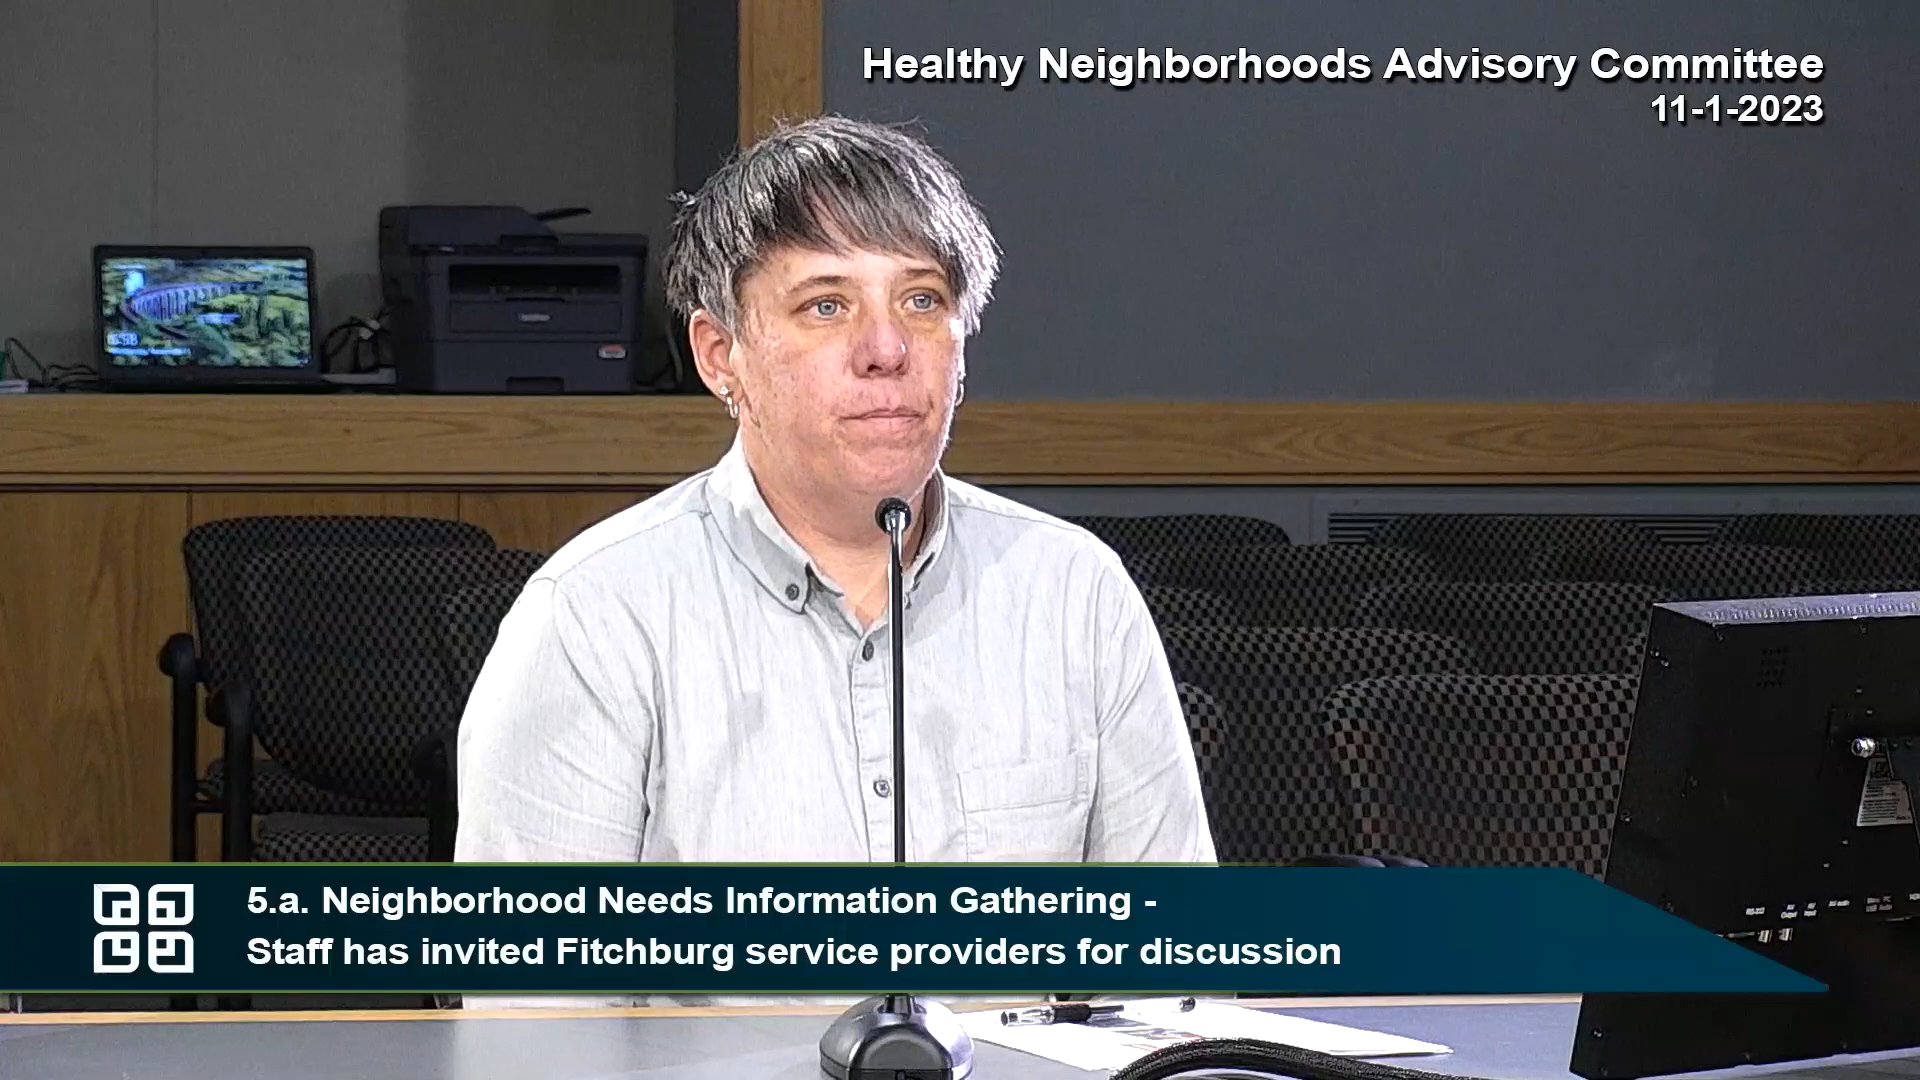 Healthy Neighborhoods Advisory Committee
11-1-2023
5.a. Neighborhood Needs Information Gathering -
Staff has invited Fitchburg service providers for discussion